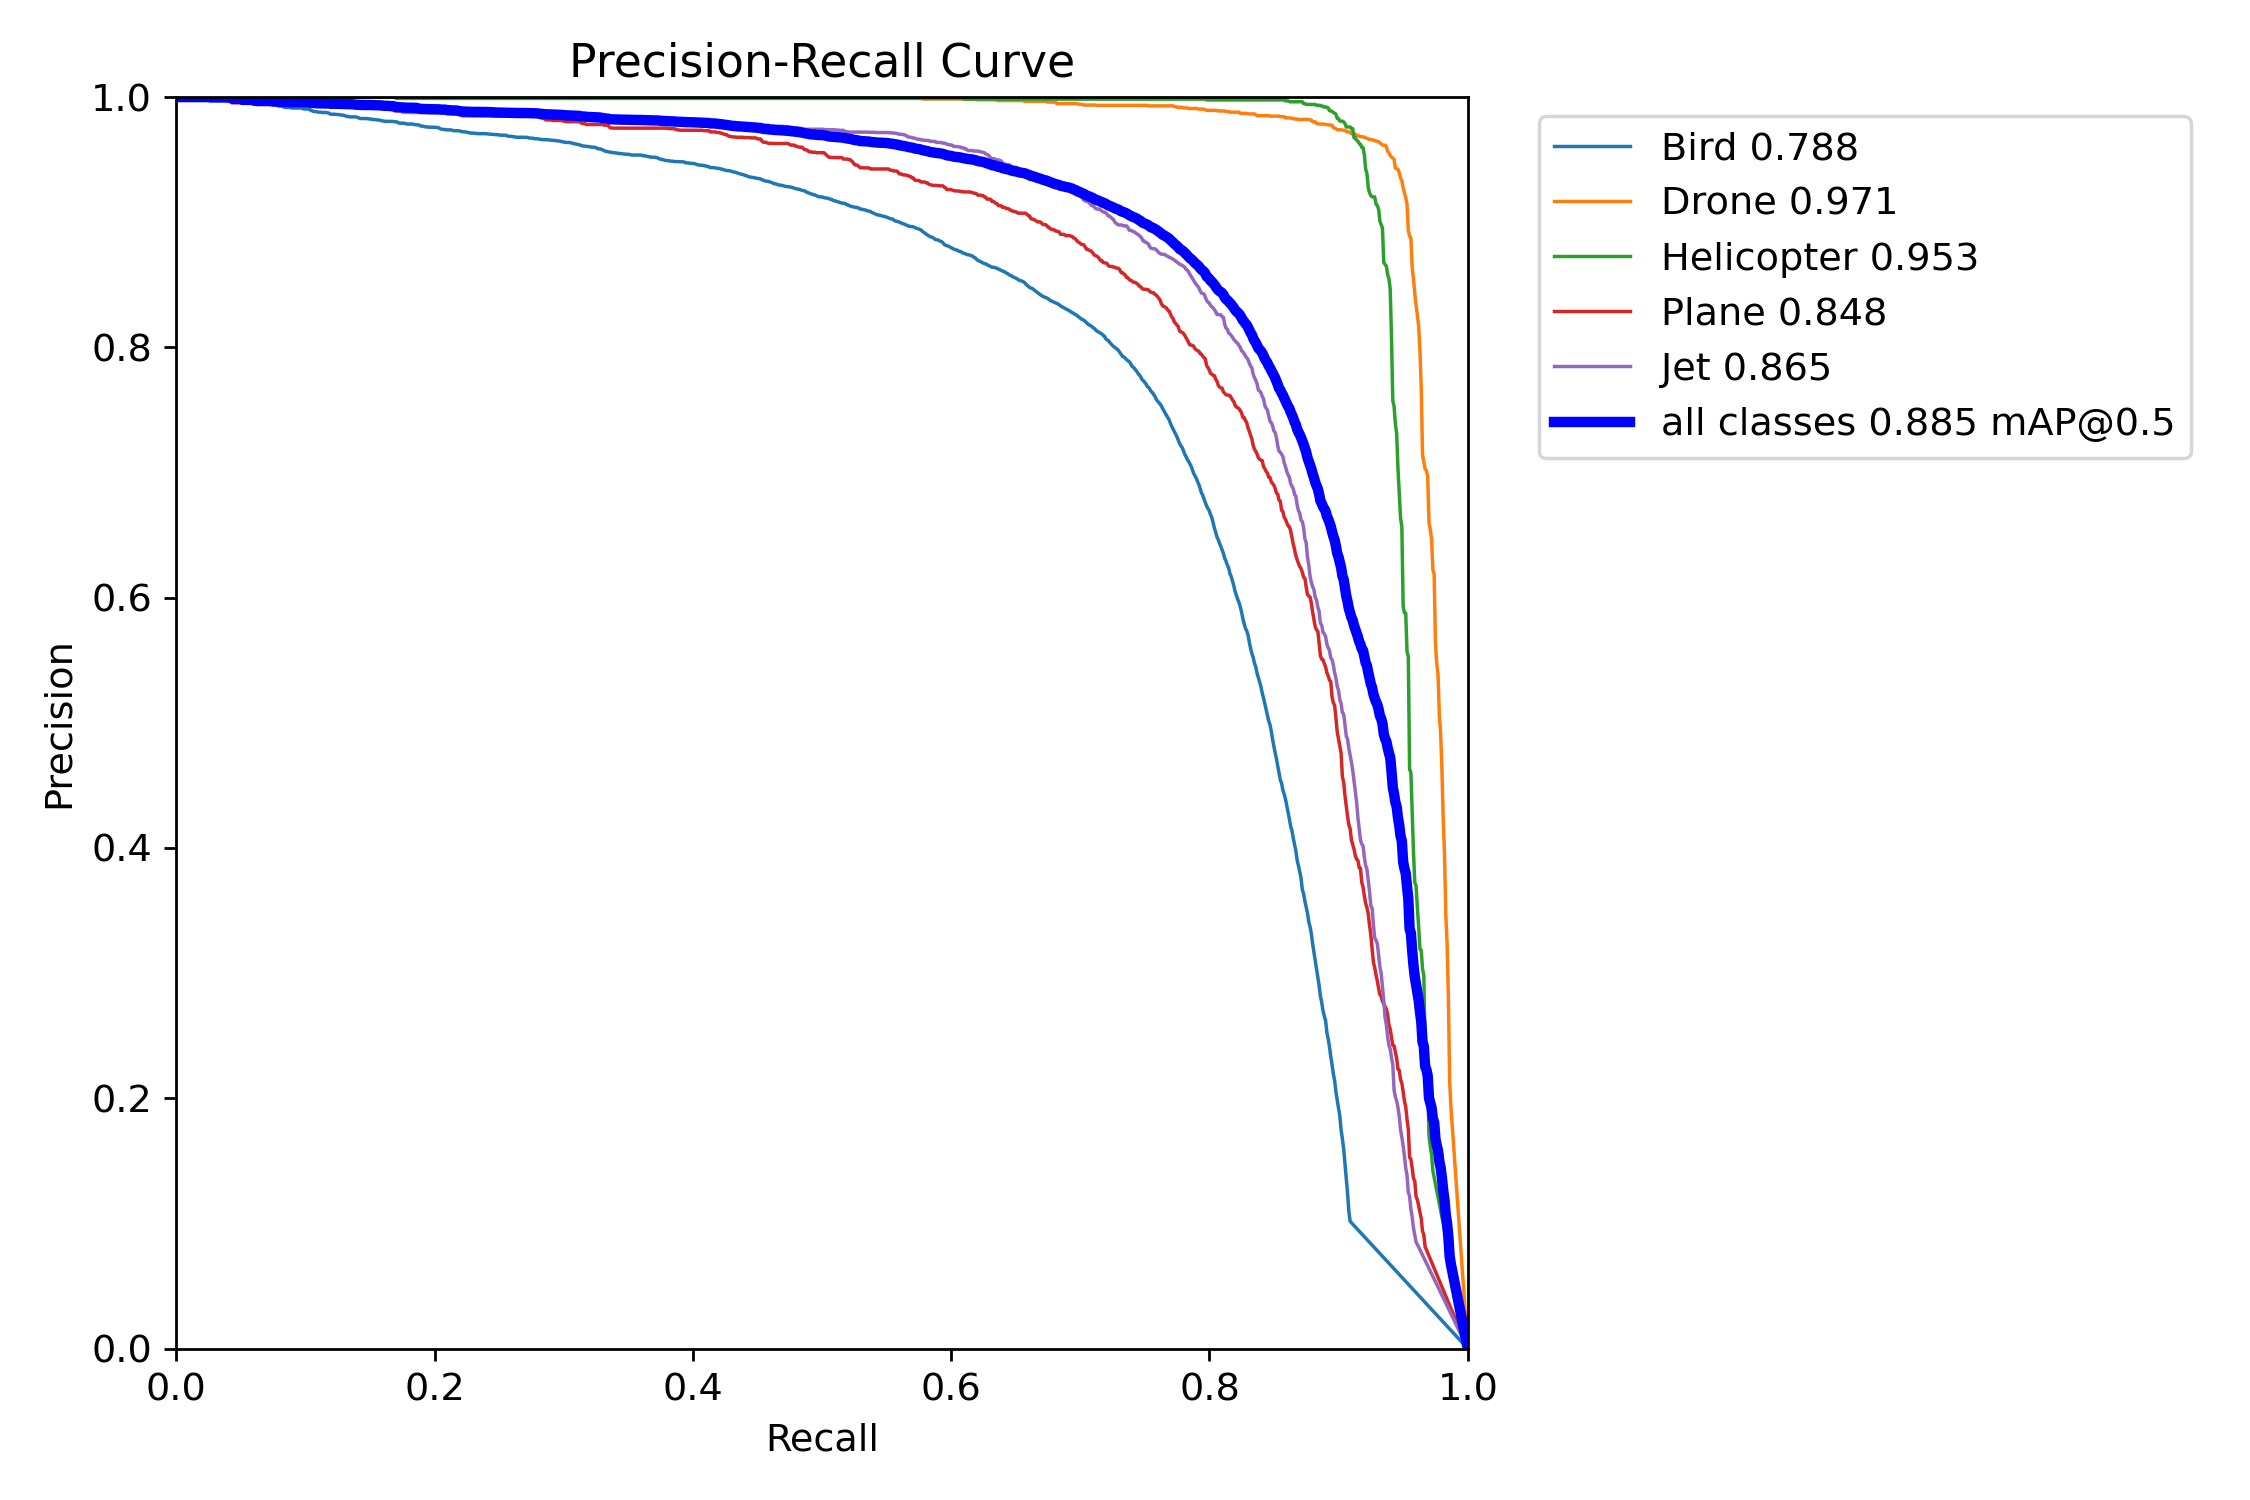 Precision-Recall Curve
1.0
0.8
0.6
0.4
0.2
0.0
Precision
0.0 0.2 0.4 0.6 0.8 1.0
Recall
Bird 0.788
Drone 0.971
Helicopter 0.953
Plane 0.848
Jet 0.865
all classes 0.885 mAP@0.5